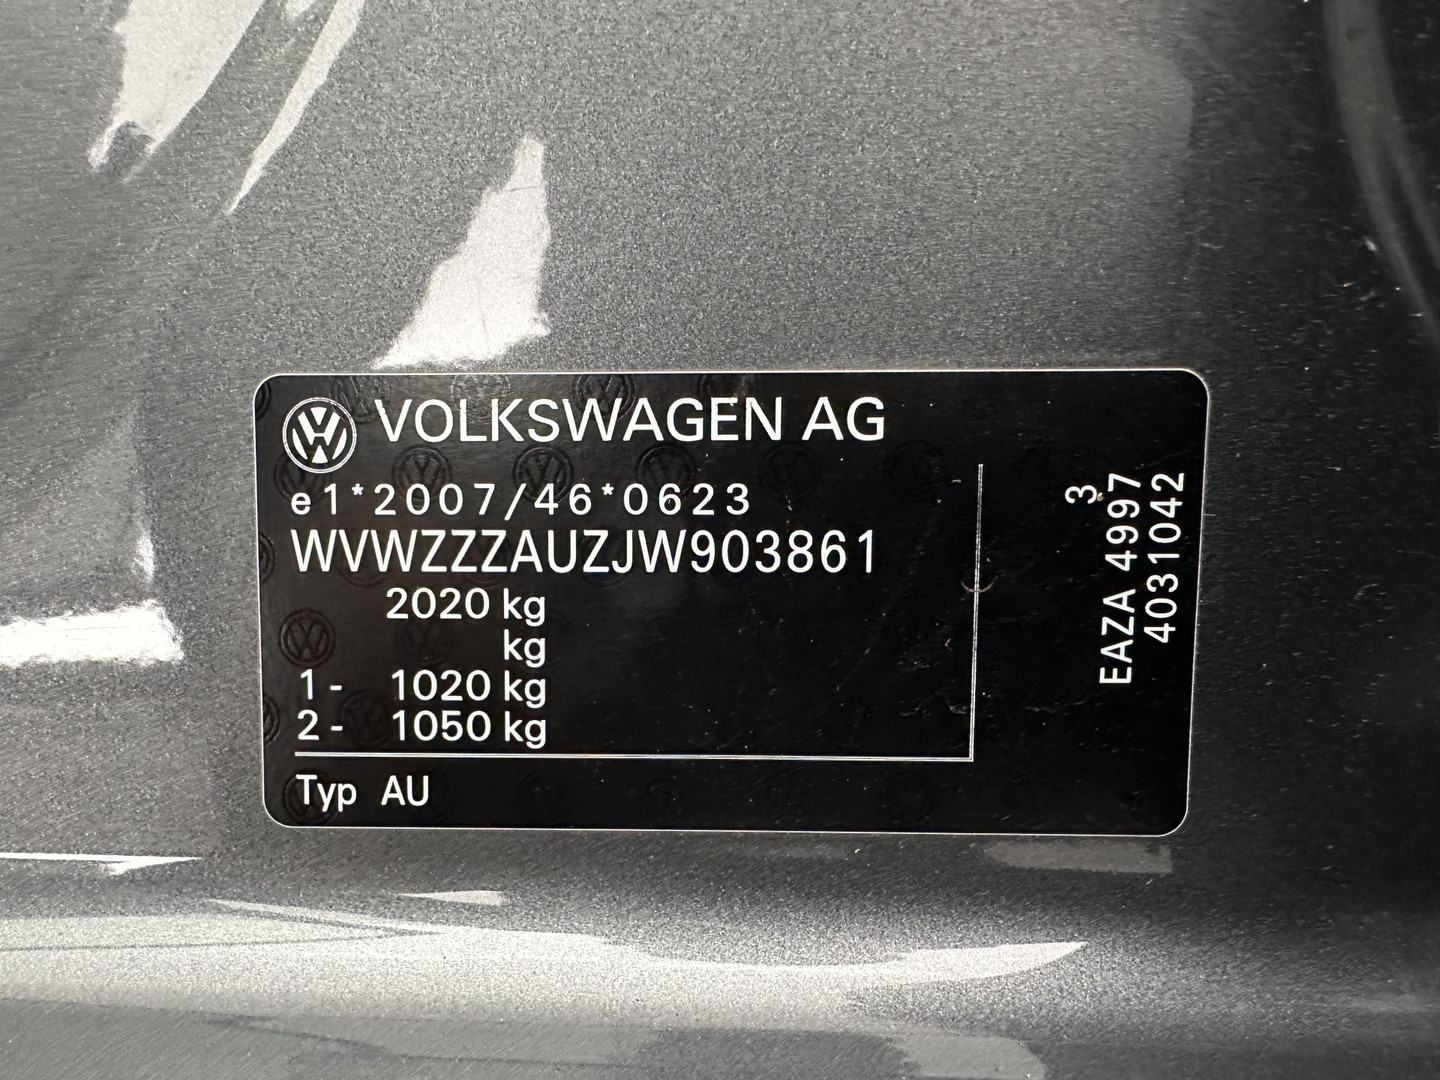 VOLKSWAGEN AG
e1*2007/46*0623
WVWZZZAUZJW903861
2020 kg
kg
1- 1020 kg
2- 1050 kg
Typ AU
3
EAZA 4997
4031042